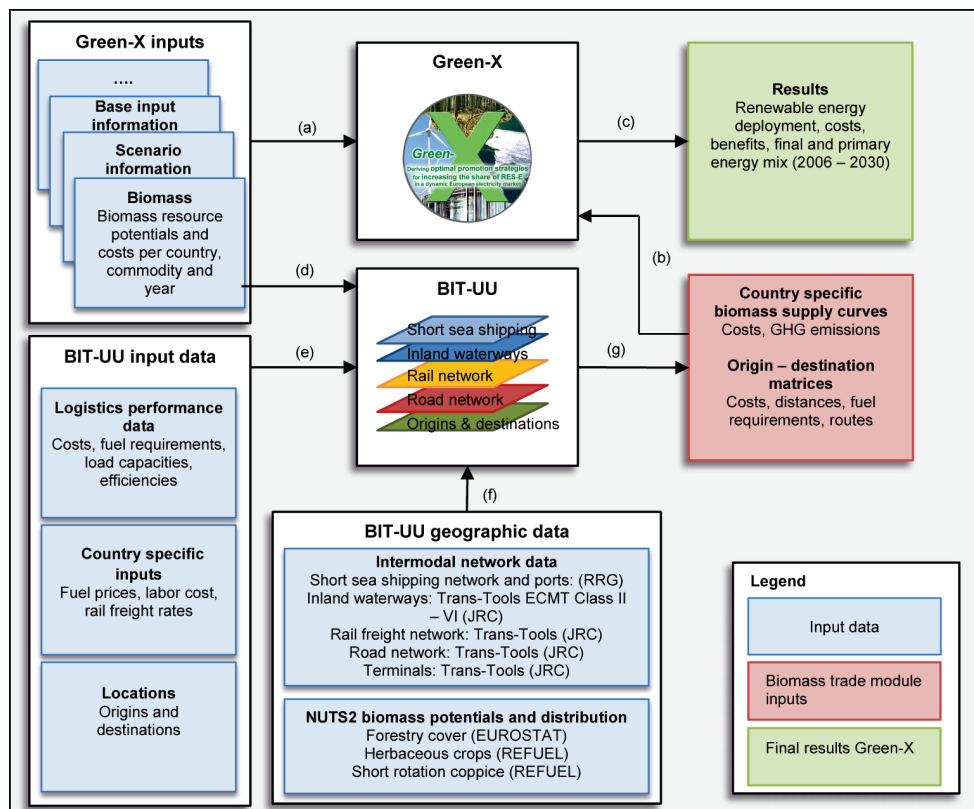 Green-X inputs
....
Base input
information
Scenario
information
Biomass
Biomass resource
potentials and
costs per country,
commodity and
year
(a)
Green-X
Green-
X
Deriving optimal promotion strategies
for increasing the share of RES-E
in a dynamic European electricity market
(c)
Results
Renewable energy
deployment, costs,
benefits, final and primary
energy mix (2006 – 2030)
(b)
(d)
BIT-UU
Short sea shipping
Inland waterways
Rail network
Road network
Origins & destinations
(e)
(g)
Country specific
biomass supply curves
Costs, GHG emissions
Origin – destination
matrices
Costs, distances, fuel
requirements, routes
BIT-UU input data
Logistics performance
data
Costs, fuel requirements,
load capacities,
efficiencies
Country specific
inputs
Fuel prices, labor cost,
rail freight rates
Locations
Origins and
destinations
(f)
BIT-UU geographic data
Intermodal network data
Short sea shipping network and ports: (RRG)
Inland waterways: Trans-Tools ECMT Class II
– VI (JRC)
Rail freight network: Trans-Tools (JRC)
Road network: Trans-Tools (JRC)
Terminals: Trans-Tools (JRC)
NUTS2 biomass potentials and distribution
Forestry cover (EUROSTAT)
Herbaceous crops (REFUEL)
Short rotation coppice (REFUEL)
Legend
Input data
Biomass trade module
inputs
Final results Green-X